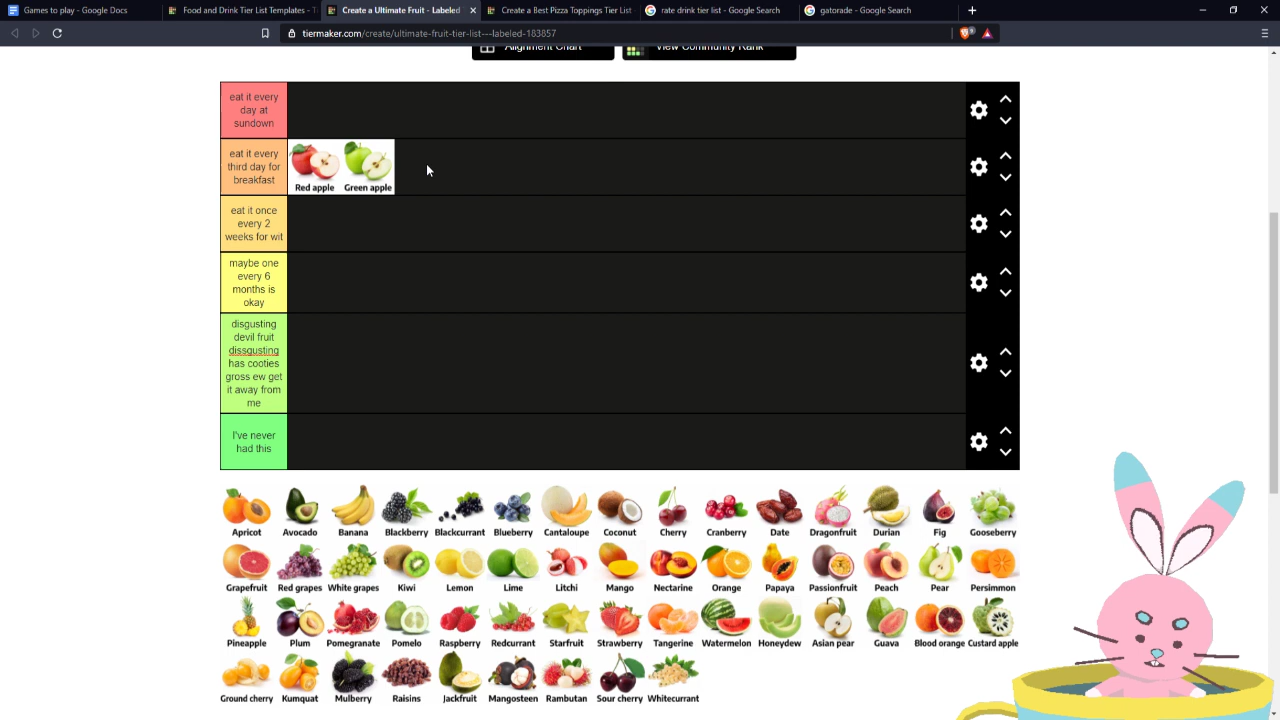 Games to play - Google Docs
Food and Drink Tier List Templates - T
Create a Ultimate Fruit - Labeled
Create a Best Pizza Toppings Tier List
rate drink tier list - Google Search
gatorade - Google Search
tiermaker.com/create/ultimate-fruit-tier-list---labeled-183857
Alignment Chart
View Community Rank
eat it every
day at
sundown
eat it every
third day for
breakfast
Red apple
Green apple
eat it once
every 2
weeks for wit
maybe one
every 6
months is
okay
disgusting
devil fruit
dissgusting
has cooties
gross ew get
it away from
me
I've never
had this
Apricot Avocado Banana Blackberry Blackcurrant Blueberry Cantaloupe Coconut Cherry Cranberry Date Dragonfruit Durian Fig Gooseberry
Grapefruit Red grapes White grapes Kiwi Lemon Lime Litchi Mango Nectarine Orange Papaya Passionfruit Peach Pear Persimmon
Pineapple Plum Pomegranate Pomelo Raspberry Redcurrant Starfruit Strawberry Tangerine Watermelon Honeydew Asian pear Guava Blood orange Custard apple
Ground cherry Kumquat Mulberry Raisins Jackfruit Mangosteen Rambutan Sour cherry Whitecurrant